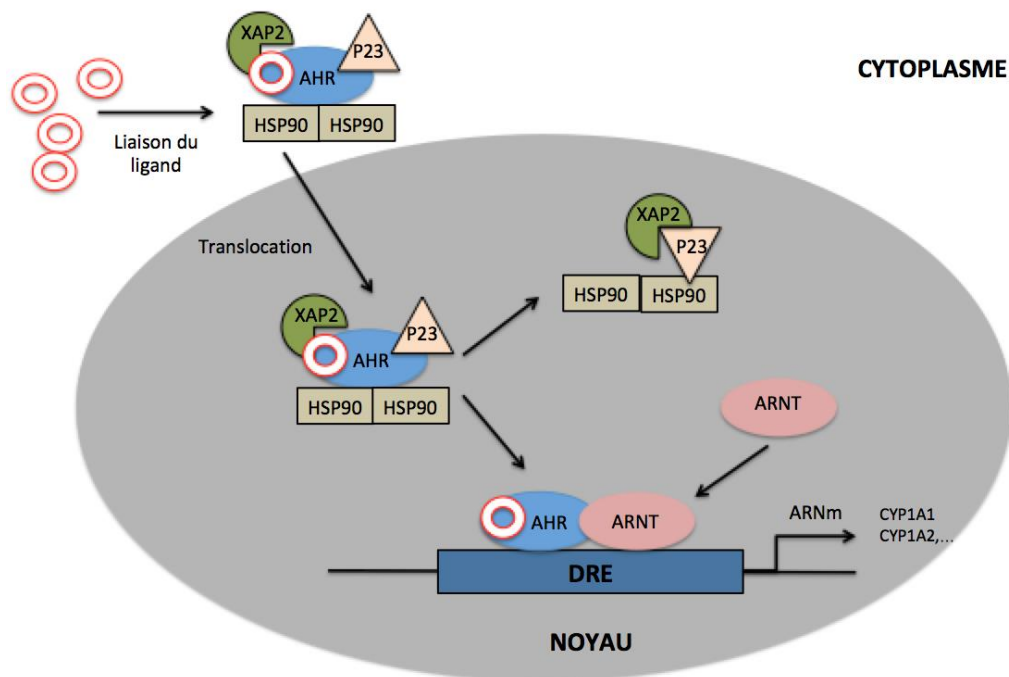 XAP2
P23
AHR
CYTOPLASME
HSP90 HSP90
Liaison du
ligand
Translocation
XAP2
P23
HSP90 HSP90
XAP2
P23
AHR
HSP90 HSP90
ARNT
AHR
ARNT
ARNm
CYP1A1
CYP1A2,...
DRE
NOYAU